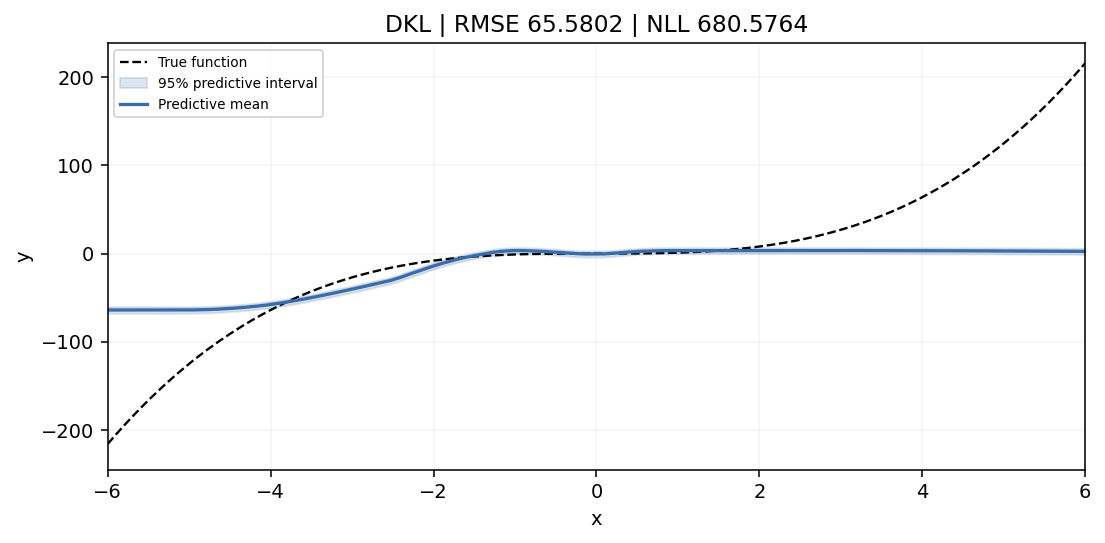 DKL | RMSE 65.5802 | NLL 680.5764
True function
95% predictive interval
Predictive mean
200
100
0
−100
−200
y
−6 −4 −2 0 2 4 6
x